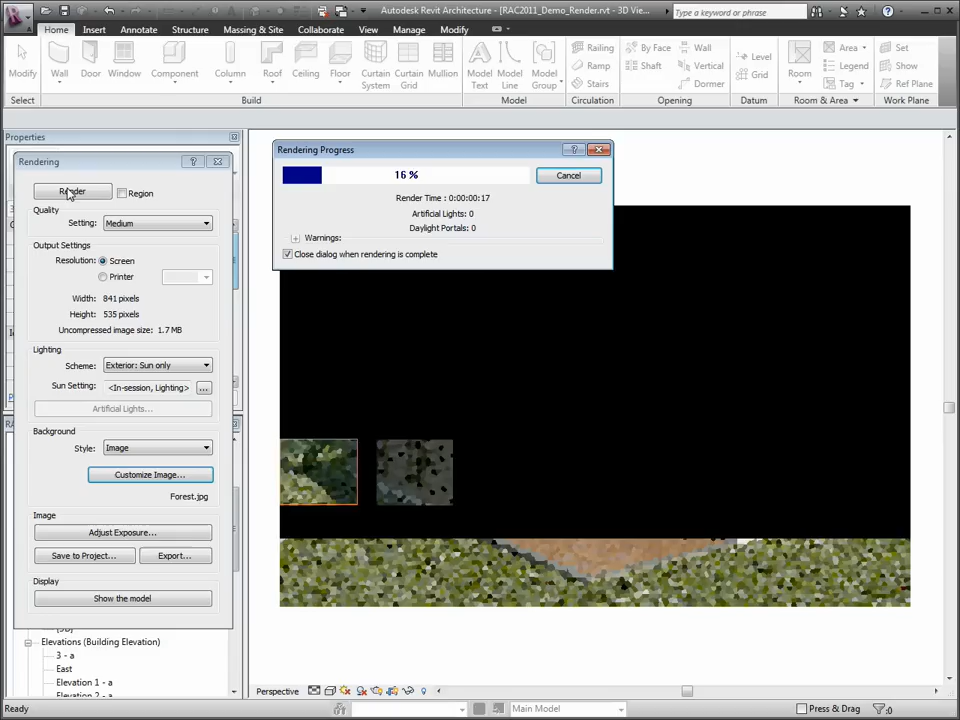 Autodesk Revit Architecture - [RAC2011_Demo_Render.rvt - 3D View...
Type a keyword or phrase
Home Insert Annotate Structure Massing & Site Collaborate View Manage Modify
Modify Wall Door Window Component Column Roof Ceiling Floor Curtain System Curtain Grid Mullion Model Text Model Line Model Group
Railing By Face Wall Level Room Area Set
Ramp Shaft Vertical Grid Legend Show
Stairs Dormer Tag Ref Plane
Select Build Model Circulation Opening Datum Room & Area Work Plane
Properties
Rendering
Render Region
Quality
Setting: Medium
Output Settings
Resolution: Screen
Printer
Width: 841 pixels
Height: 535 pixels
Uncompressed image size: 1.7 MB
Lighting
Scheme: Exterior: Sun only
Sun Setting: <In-session, Lighting> ...
Artificial Lights...
Background
Style: Image
Customize Image...
Forest.jpg
Image
Adjust Exposure...
Save to Project... Export...
Display
Show the model
Elevations (Building Elevation)
3 - a
East
Elevation 1 - a
Elevation 2 - a
Rendering Progress
16 %
Cancel
Render Time : 0:00:00:17
Artificial Lights: 0
Daylight Portals: 0
Warnings:
Close dialog when rendering is complete
Perspective
Ready
Main Model
Press & Drag
:0